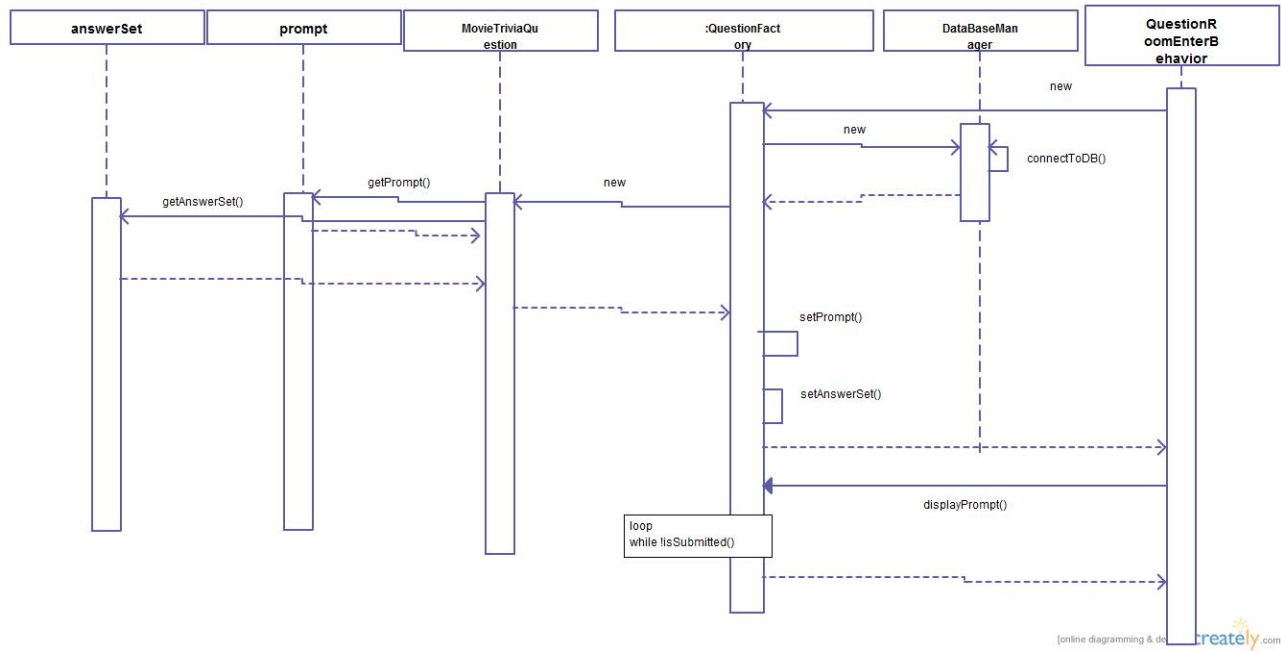 answerSet
prompt
MovieTriviaQu
estion
:QuestionFact
ory
DataBaseMan
ager
QuestionR
oomEnterB
ehavior
new
new
connectToDB()
getPrompt()
new
getAnswerSet()
setPrompt()
setAnswerSet()
displayPrompt()
loop
while !isSubmitted()
[online diagramming & de
creately.com